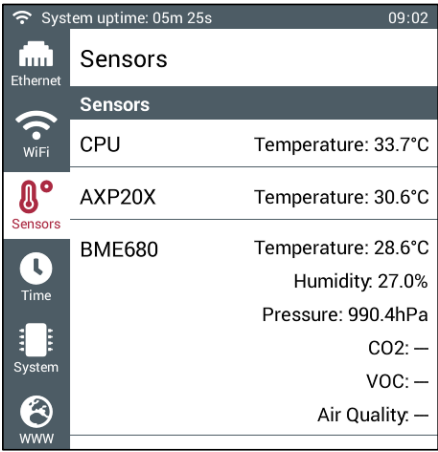 System uptime: 05m 25s 09:02
Ethernet
WiFi
Sensors
Time
System
WWW
Sensors
Sensors
CPU Temperature: 33.7°C
AXP20X Temperature: 30.6°C
BME680 Temperature: 28.6°C
Humidity: 27.0%
Pressure: 990.4hPa
CO2: —
VOC: —
Air Quality: —